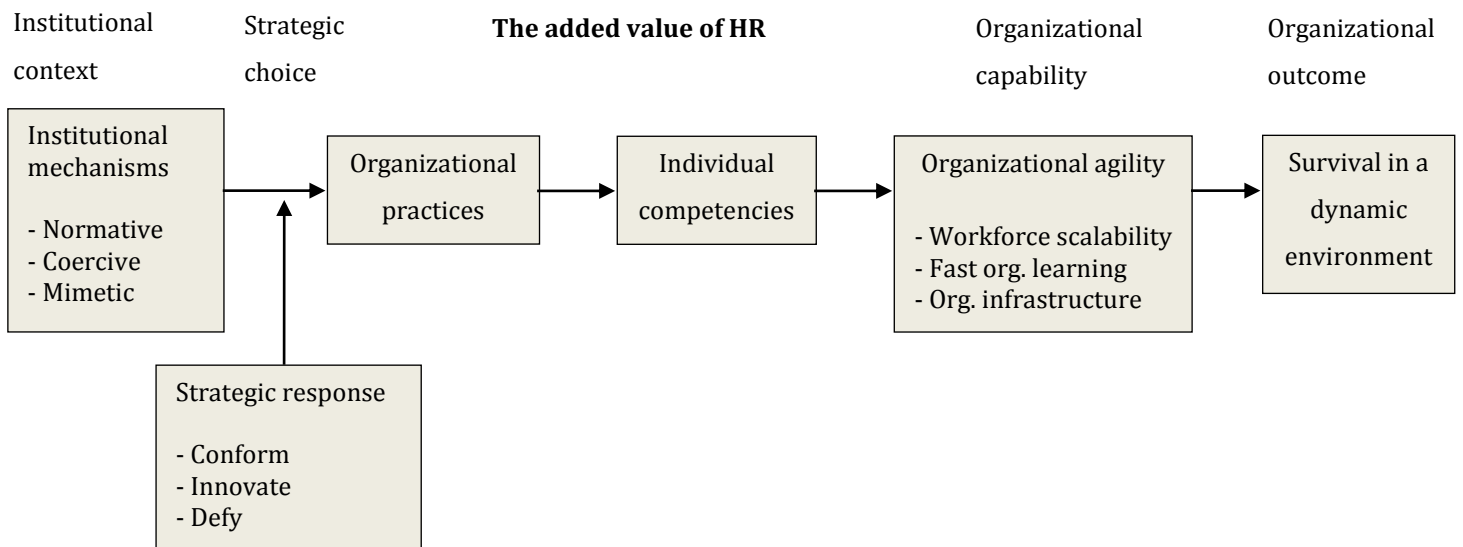 Institutional
context
Strategic
choice
The added value of HR
Organizational
capability
Organizational
outcome
Institutional
mechanisms
- Normative
- Coercive
- Mimetic
Organizational
practices
Individual
competencies
Organizational agility
- Workforce scalability
- Fast org. learning
- Org. infrastructure
Survival in a
dynamic
environment
Strategic response
- Conform
- Innovate
- Defy